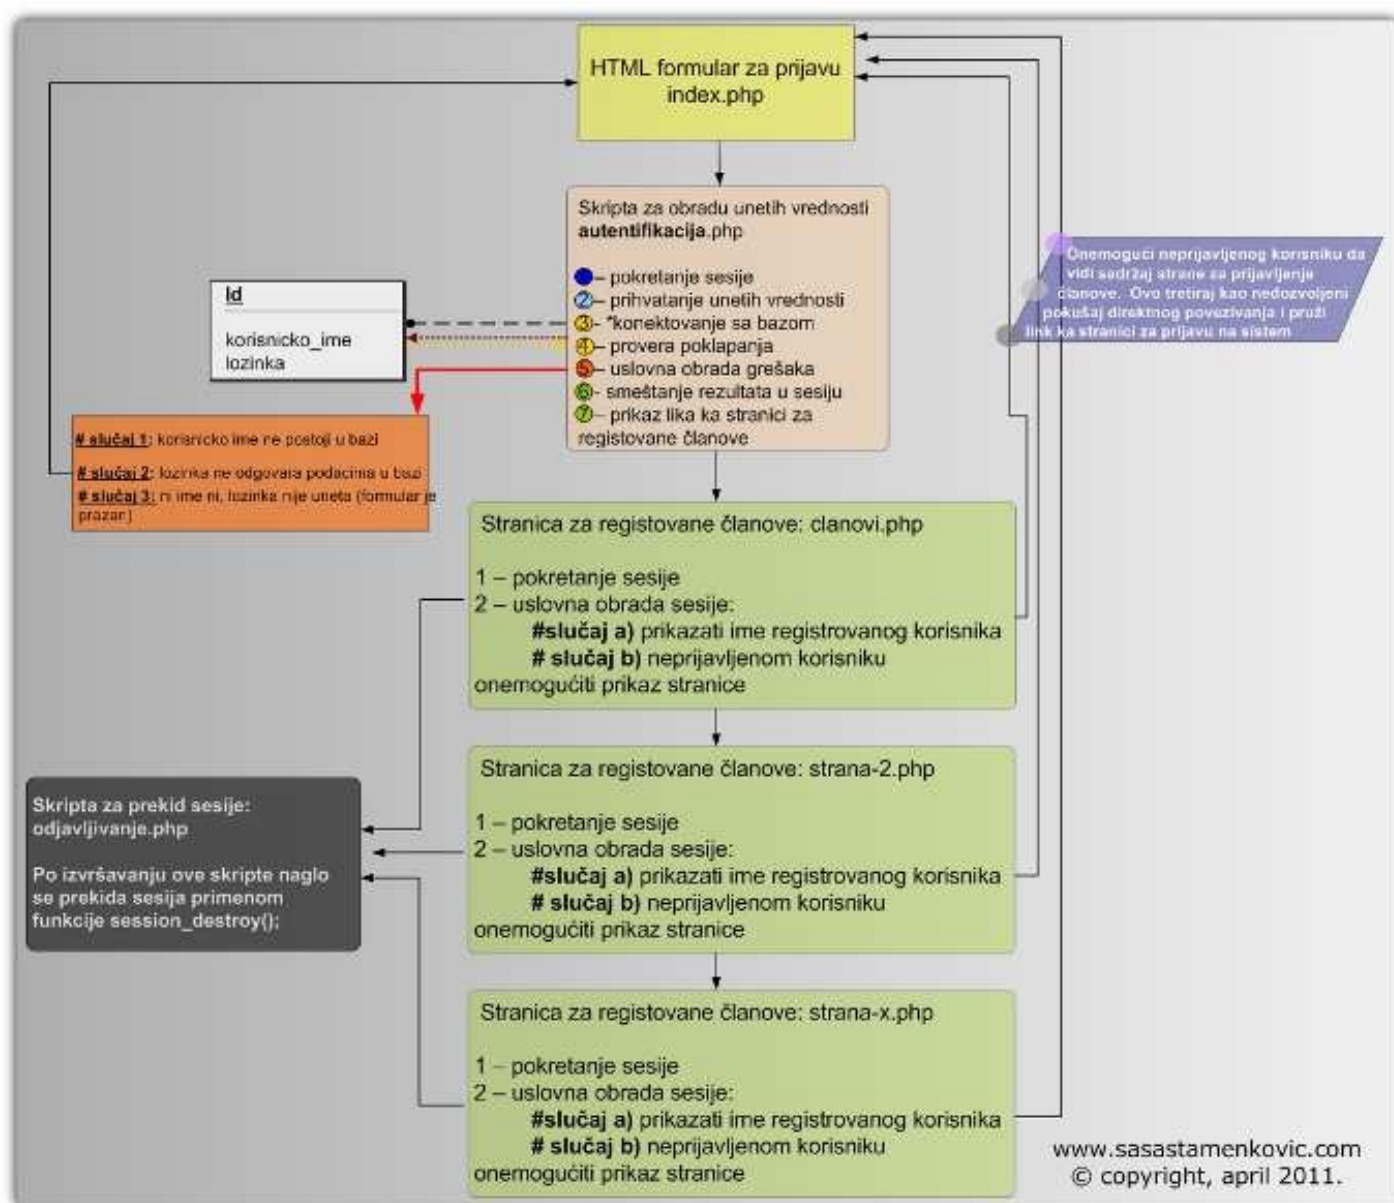 HTML formular za prijavu
index.php
Skripta za obradu unetih vrednosti
autentifikacija.php
– pokretanje sesije
2 – prihvatanje unetih vrednosti
3 - *konektovanje sa bazom
4 – provera poklapanja
5 – uslovna obrada grešaka
6 - smeštanje rezultata u sesiju
7 – prikaz lika ka stranici za
registovane članove
Id
korisnicko_ime
lozinka
# slučaj 1: korisnicko ime ne postoji u bazi
# slučaj 2: lozinka ne odgovara podacima u bazi
# slučaj 3: ni ime ni, lozinka nije uneta (formular je
prazan)
Onemogući neprijavljenog korisniku da
vidi sadržaj strane za prijavljenje
članove. Ovo tretiraj kao nedozvoljeni
pokušaj direktnog povezivanja i pruži
link ka stranici za prijavu na sistem
Stranica za registovane članove: clanovi.php
1 – pokretanje sesije
2 – uslovna obrada sesije:
#slučaj a) prikazati ime registrovanog korisnika
# slučaj b) neprijavljenom korisniku
onemogućiti prikaz stranice
Stranica za registovane članove: strana-2.php
1 – pokretanje sesije
2 – uslovna obrada sesije:
#slučaj a) prikazati ime registrovanog korisnika
# slučaj b) neprijavljenom korisniku
onemogućiti prikaz stranice
Skripta za prekid sesije:
odjavljivanje.php
Po izvršavanju ove skripte naglo
se prekida sesija primenom
funkcije session_destroy();
Stranica za registovane članove: strana-x.php
1 – pokretanje sesije
2 – uslovna obrada sesije:
#slučaj a) prikazati ime registrovanog korisnika
# slučaj b) neprijavljenom korisniku
onemogućiti prikaz stranice
www.sasastamenkovic.com
© copyright, april 2011.